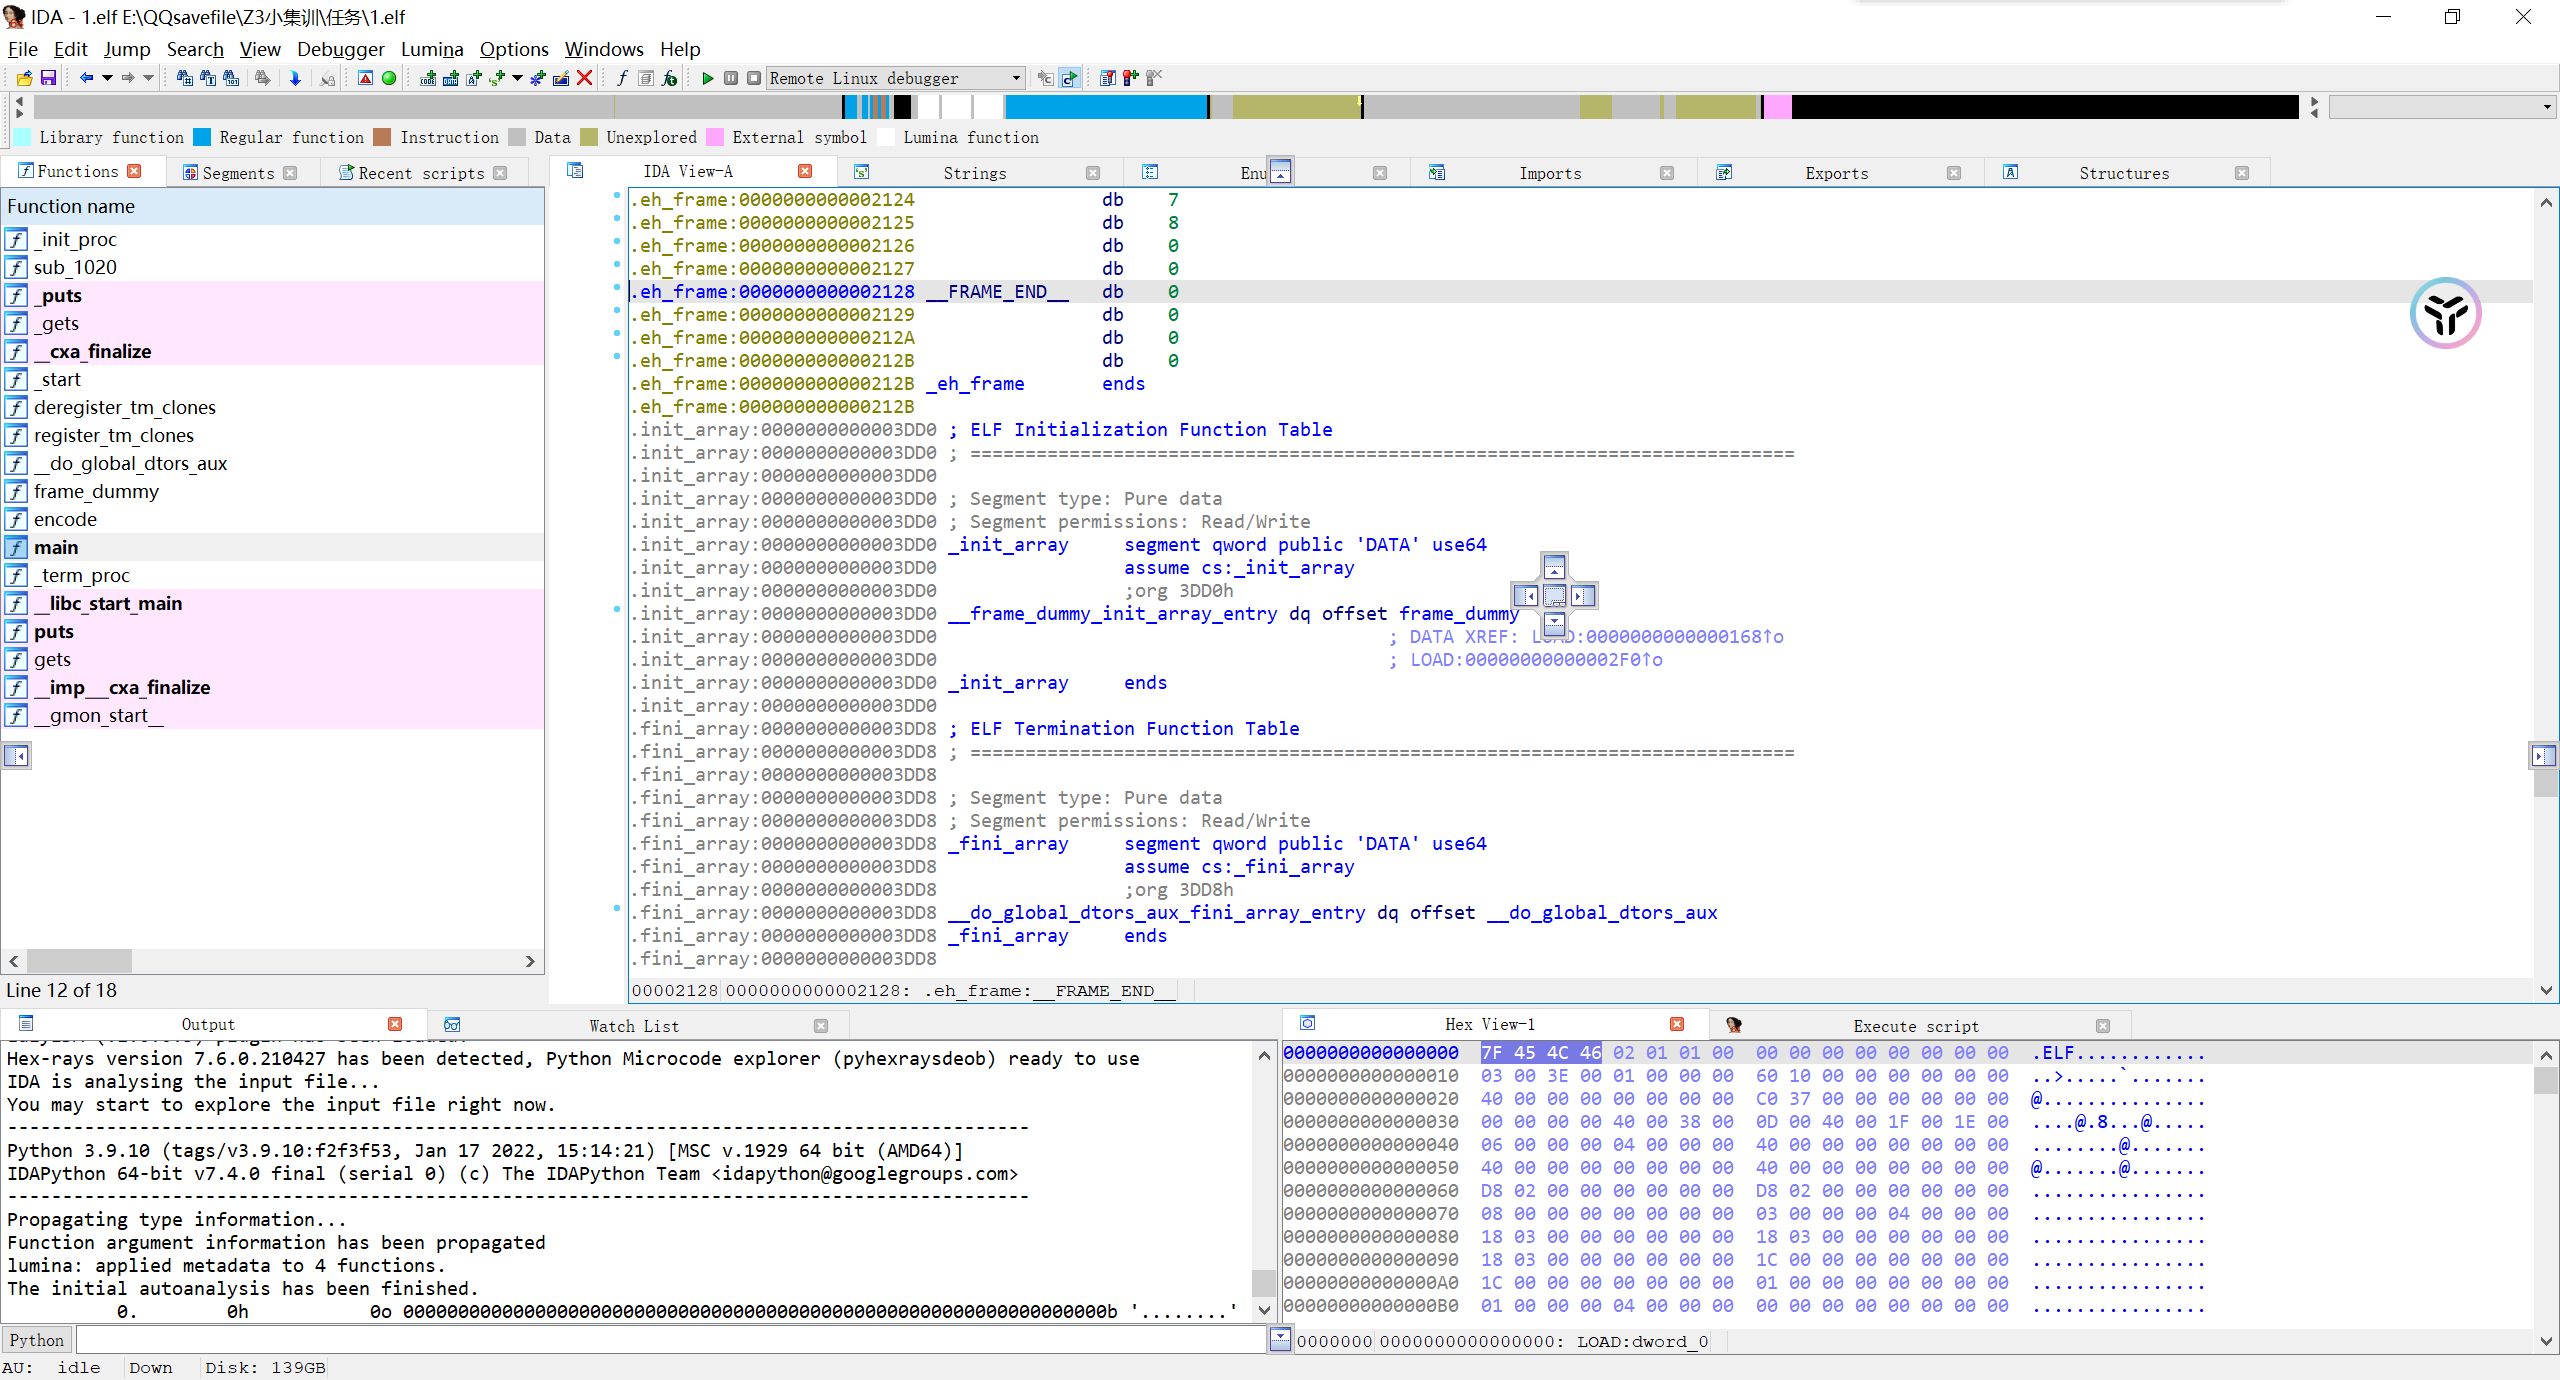 IDA - 1.elf E:\QQsavefile\Z3小集训\任务\1.elf
File Edit Jump Search View Debugger Lumina Options Windows Help
Remote Linux debugger
Library function Regular function Instruction Data Unexplored External symbol Lumina function
Functions Segments Recent scripts
IDA View-A Strings Enu Imports Exports Structures
Function name
_init_proc
sub_1020
_puts
_gets
__cxa_finalize
_start
deregister_tm_clones
register_tm_clones
__do_global_dtors_aux
frame_dummy
encode
main
_term_proc
__libc_start_main
puts
gets
__imp___cxa_finalize
__gmon_start__
Line 12 of 18
.eh_frame:0000000000002124 db 7
.eh_frame:0000000000002125 db 8
.eh_frame:0000000000002126 db 0
.eh_frame:0000000000002127 db 0
.eh_frame:0000000000002128 __FRAME_END__ db 0
.eh_frame:0000000000002129 db 0
.eh_frame:000000000000212A db 0
.eh_frame:000000000000212B db 0
.eh_frame:000000000000212B _eh_frame ends
.eh_frame:000000000000212B
.init_array:0000000000003DD0 ; ELF Initialization Function Table
.init_array:0000000000003DD0 ; ===========================================================================
.init_array:0000000000003DD0
.init_array:0000000000003DD0 ; Segment type: Pure data
.init_array:0000000000003DD0 ; Segment permissions: Read/Write
.init_array:0000000000003DD0 _init_array segment qword public 'DATA' use64
.init_array:0000000000003DD0 assume cs:_init_array
.init_array:0000000000003DD0 ;org 3DD0h
.init_array:0000000000003DD0 __frame_dummy_init_array_entry dq offset frame_dummy
.init_array:0000000000003DD0 ; DATA XREF: LOAD:0000000000000168↑o
.init_array:0000000000003DD0 ; LOAD:00000000000002F0↑o
.init_array:0000000000003DD0 _init_array ends
.init_array:0000000000003DD0
.fini_array:0000000000003DD8 ; ELF Termination Function Table
.fini_array:0000000000003DD8 ; ===========================================================================
.fini_array:0000000000003DD8
.fini_array:0000000000003DD8 ; Segment type: Pure data
.fini_array:0000000000003DD8 ; Segment permissions: Read/Write
.fini_array:0000000000003DD8 _fini_array segment qword public 'DATA' use64
.fini_array:0000000000003DD8 assume cs:_fini_array
.fini_array:0000000000003DD8 ;org 3DD8h
.fini_array:0000000000003DD8 __do_global_dtors_aux_fini_array_entry dq offset __do_global_dtors_aux
.fini_array:0000000000003DD8 _fini_array ends
.fini_array:0000000000003DD8
00002128 0000000000002128: .eh_frame:__FRAME_END__
Output Watch List
Hex-rays version 7.6.0.210427 has been detected, Python Microcode explorer (pyhexraysdeob) ready to use
IDA is analysing the input file...
You may start to explore the input file right now.
---------------------------------------------------------------------------------------------
Python 3.9.10 (tags/v3.9.10:f2f3f53, Jan 17 2022, 15:14:21) [MSC v.1929 64 bit (AMD64)]
IDAPython 64-bit v7.4.0 final (serial 0) (c) The IDAPython Team <idapython@googlegroups.com>
---------------------------------------------------------------------------------------------
Propagating type information...
Function argument information has been propagated
lumina: applied metadata to 4 functions.
The initial autoanalysis has been finished.
0. 0h 0o 0000000000000000000000000000000000000000000000000000000000000000b '........'
Python
Hex View-1 Execute script
0000000000000000 7F 45 4C 46 02 01 01 00 00 00 00 00 00 00 00 00 .ELF............
0000000000000010 03 00 3E 00 01 00 00 00 60 10 00 00 00 00 00 00 ..>.....`.......
0000000000000020 40 00 00 00 00 00 00 00 C0 37 00 00 00 00 00 00 @...............
0000000000000030 00 00 00 00 40 00 38 00 0D 00 40 00 1F 00 1E 00 ....@.8...@.....
0000000000000040 06 00 00 00 04 00 00 00 40 00 00 00 00 00 00 00 ........@.......
0000000000000050 40 00 00 00 00 00 00 00 40 00 00 00 00 00 00 00 @.......@.......
0000000000000060 D8 02 00 00 00 00 00 00 D8 02 00 00 00 00 00 00 ................
0000000000000070 08 00 00 00 00 00 00 00 03 00 00 00 04 00 00 00 ................
0000000000000080 18 03 00 00 00 00 00 00 18 03 00 00 00 00 00 00 ................
0000000000000090 18 03 00 00 00 00 00 00 1C 00 00 00 00 00 00 00 ................
00000000000000A0 1C 00 00 00 00 00 00 00 01 00 00 00 00 00 00 00 ................
00000000000000B0 01 00 00 00 04 00 00 00 00 00 00 00 00 00 00 00 ................
0000000 0000000000000000: LOAD:dword_0
AU: idle Down Disk: 139GB